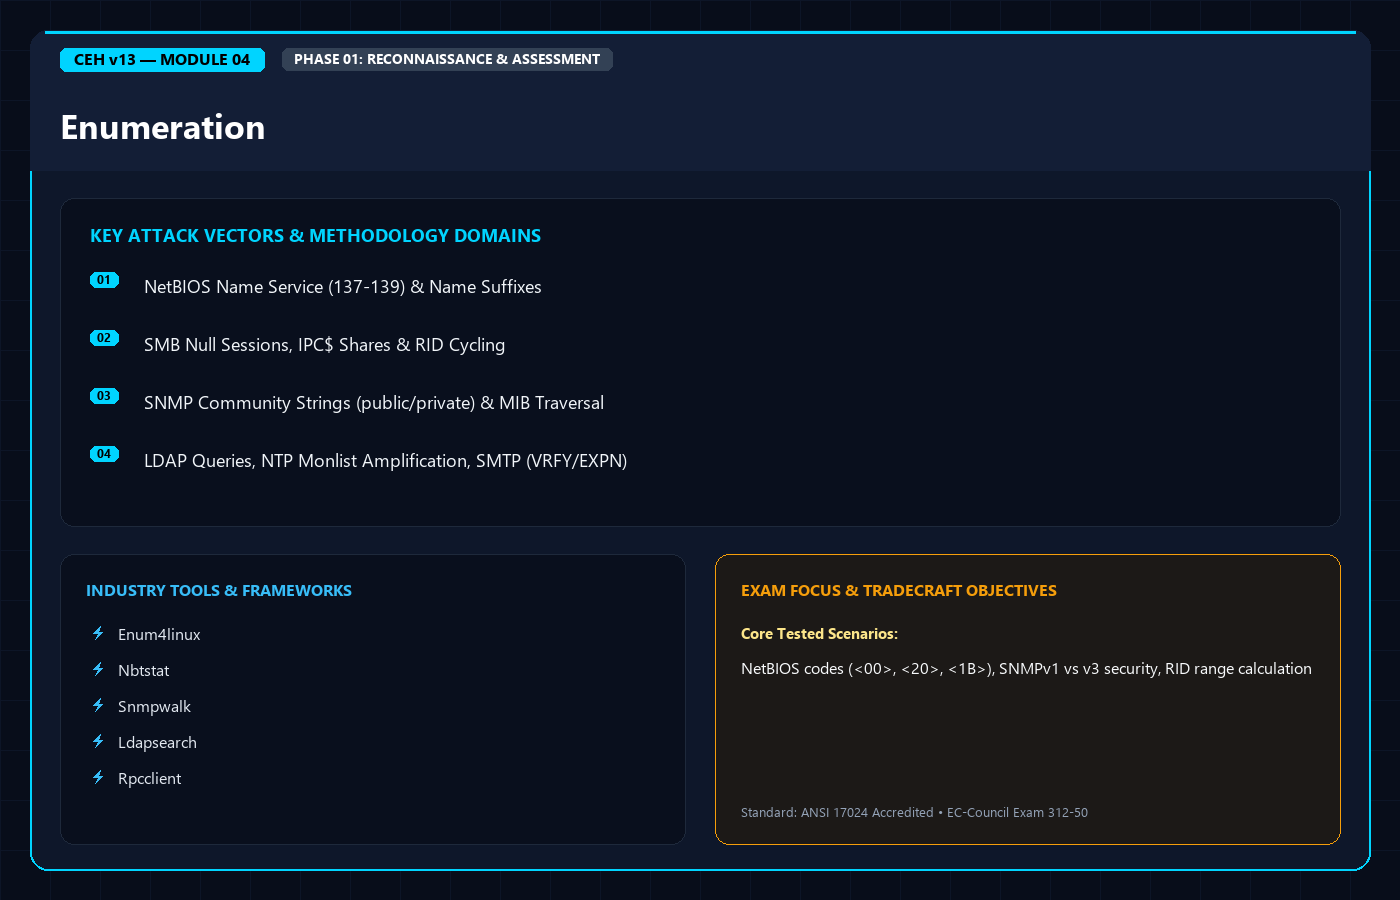 CEH v13 — MODULE 04
PHASE 01: RECONNAISSANCE & ASSESSMENT
Enumeration
KEY ATTACK VECTORS & METHODOLOGY DOMAINS
01 NetBIOS Name Service (137-139) & Name Suffixes
02 SMB Null Sessions, IPC$ Shares & RID Cycling
03 SNMP Community Strings (public/private) & MIB Traversal
04 LDAP Queries, NTP Monlist Amplification, SMTP (VRFY/EXPN)
INDUSTRY TOOLS & FRAMEWORKS
Enum4linux
Nbtstat
Snmpwalk
Ldapsearch
Rpcclient
EXAM FOCUS & TRADECRAFT OBJECTIVES
Core Tested Scenarios:
NetBIOS codes (<00>, <20>, <1B>), SNMPv1 vs v3 security, RID range calculation
Standard: ANSI 17024 Accredited • EC-Council Exam 312-50